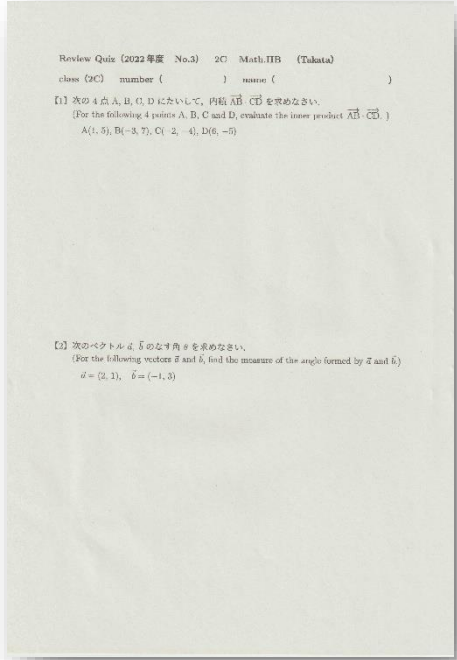 Review Quiz (2022年度 No.3) 2C Math.IIB (Takata)
class (2C) number ( ) name ( )
【1】次の 4 点 A, B, C, D にたいして, 内積 AB · CD を求めなさい.
(For the following 4 points A, B, C and D, evaluate the inner product AB · CD. )
A(1, 5), B(−3, 7), C(−2, −4), D(6, −5)
【2】次のベクトル a, b のなす角 θ を求めなさい.
(For the following vectors a and b, find the measure of the angle formed by a and b.)
a = (2, 1), b = (−1, 3)